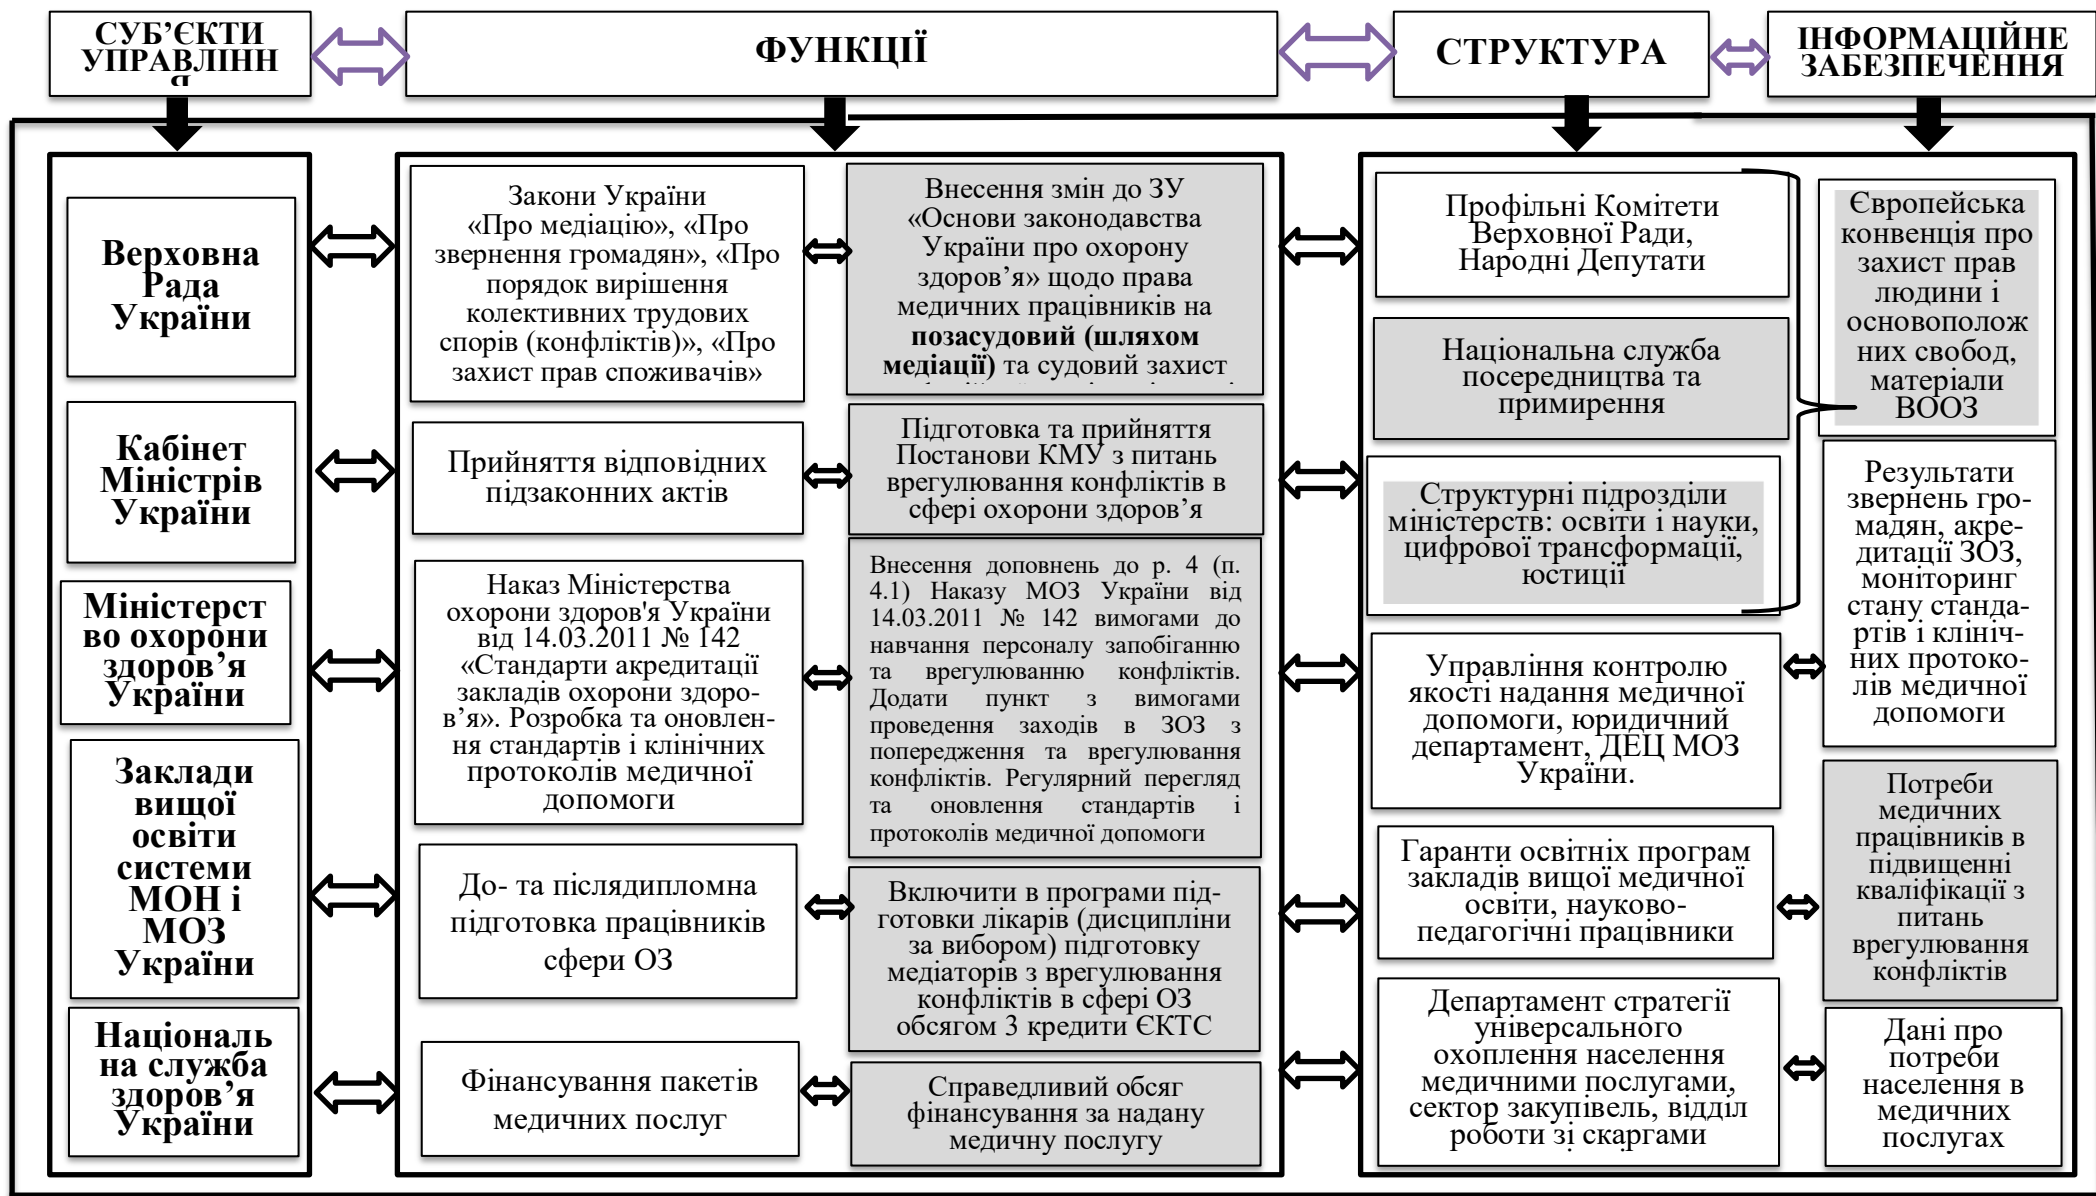 СУБ’ЄКТИ
УПРАВЛІНН
Я
ФУНКЦІЇ
СТРУКТУРА
ІНФОРМАЦІЙНЕ
ЗАБЕЗПЕЧЕННЯ
Верховна
Рада
України
Закони України
«Про медіацію», «Про
звернення громадян», «Про
порядок вирішення
колективних трудових
спорів (конфліктів)», «Про
захист прав споживачів»
Внесення змін до ЗУ
«Основи законодавства
України про охорону
здоров’я» щодо права
медичних працівників на
позасудовий (шляхом
медіації) та судовий захист
Профільні Комітети
Верховної Ради,
Народні Депутати
Національна служба
посередництва та
примирення
Європейська
конвенція про
захист прав
людини і
основополож
них свобод,
матеріали
ВООЗ
Кабінет
Міністрів
України
Прийняття відповідних
підзаконних актів
Підготовка та прийняття
Постанови КМУ з питань
врегулювання конфліктів в
сфері охорони здоров’я
Структурні підрозділи
міністерств: освіти і науки,
цифрової трансформації,
юстиції
Результати
звернень гро-
мадян, акре-
дитації ЗОЗ,
моніторинг
стану станда-
ртів і клініч-
них протоко-
лів медичної
допомоги
Міністерст
во охорони
здоров’я
України
Наказ Міністерства
охорони здоров'я України
від 14.03.2011 № 142
«Стандарти акредитації
закладів охорони здоро-
в’я». Розробка та оновлен-
ня стандартів і клінічних
протоколів медичної
допомоги
Внесення доповнень до р. 4 (п.
4.1) Наказу МОЗ України від
14.03.2011 № 142 вимогами до
навчання персоналу запобіганню
та врегулюванню конфліктів.
Додати пункт з вимогами
проведення заходів в ЗОЗ з
попередження та врегулювання
конфліктів. Регулярний перегляд
та оновлення стандартів і
протоколів медичної допомоги
Управління контролю
якості надання медичної
допомоги, юридичний
департамент, ДЕЦ МОЗ
України.
Заклади
вищої
освіти
системи
МОН і
МОЗ
України
До- та післядипломна
підготовка працівників
сфери ОЗ
Включити в програми під-
готовки лікарів (дисципліни
за вибором) підготовку
медіаторів з врегулювання
конфліктів в сфері ОЗ
обсягом 3 кредити ЄКТС
Гаранти освітніх програм
закладів вищої медичної
освіти, науково-
педагогічні працівники
Потреби
медичних
працівників в
підвищенні
кваліфікації з
питань
врегулювання
конфліктів
Національ
на служба
здоров’я
України
Фінансування пакетів
медичних послуг
Справедливий обсяг
фінансування за надану
медичну послугу
Департамент стратегії
універсального
охоплення населення
медичними послугами,
сектор закупівель, відділ
роботи зі скаргами
Дані про
потреби
населення в
медичних
послугах